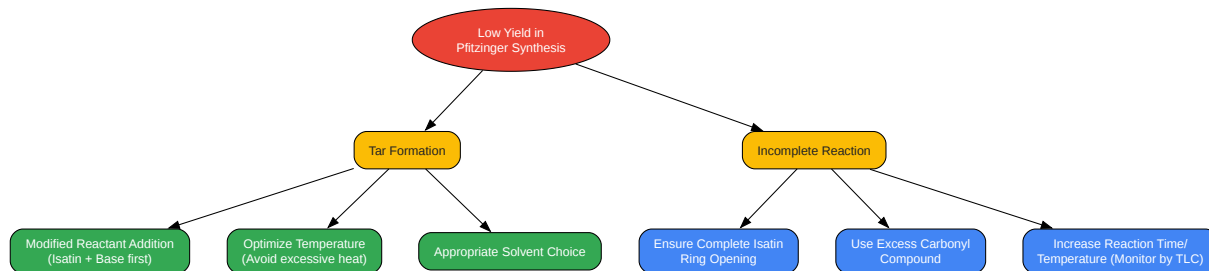 Low Yield in
Pfitzinger Synthesis
Tar Formation
Incomplete Reaction
Modified Reactant Addition
(Isatin + Base first)
Optimize Temperature
(Avoid excessive heat)
Appropriate Solvent Choice
Ensure Complete Isatin
Ring Opening
Use Excess Carbonyl
Compound
Increase Reaction Time/
Temperature (Monitor by TLC)